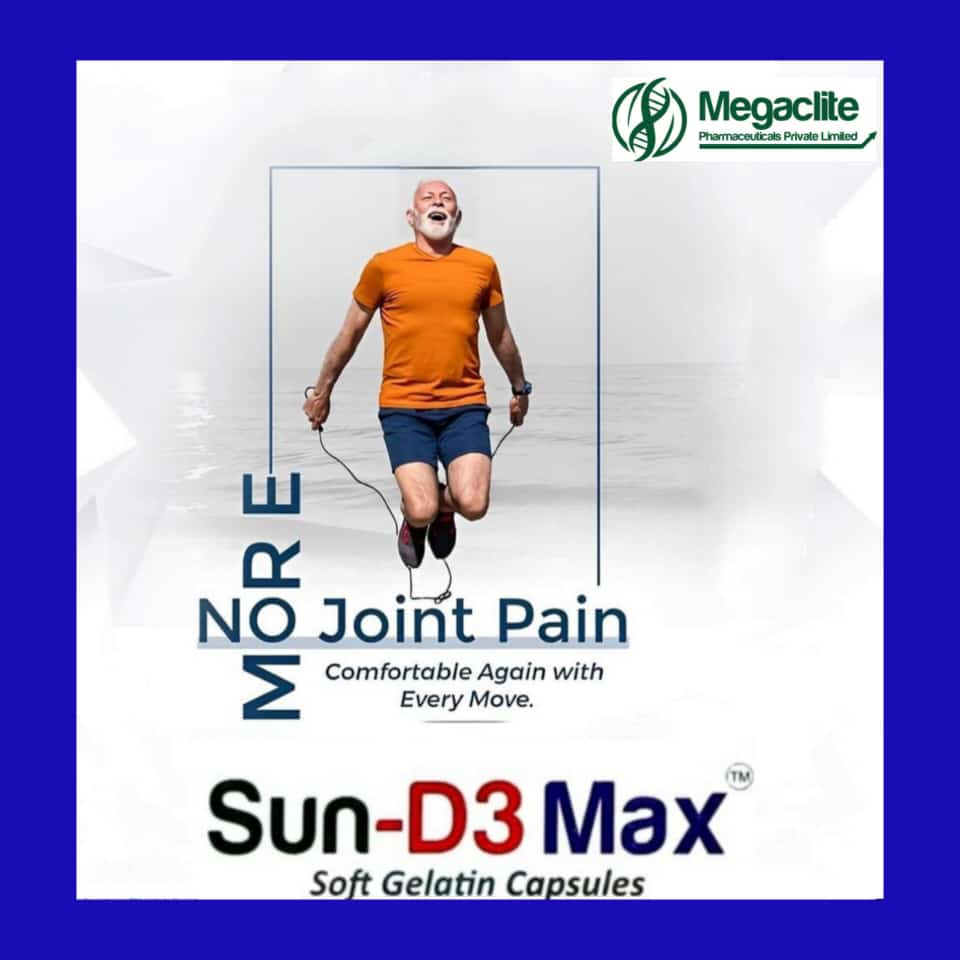 Megaclite
Pharmaceuticals Private Limited
NO MORE Joint Pain
Comfortable Again with
Every Move.
Sun-D3 Max™
Soft Gelatin Capsules